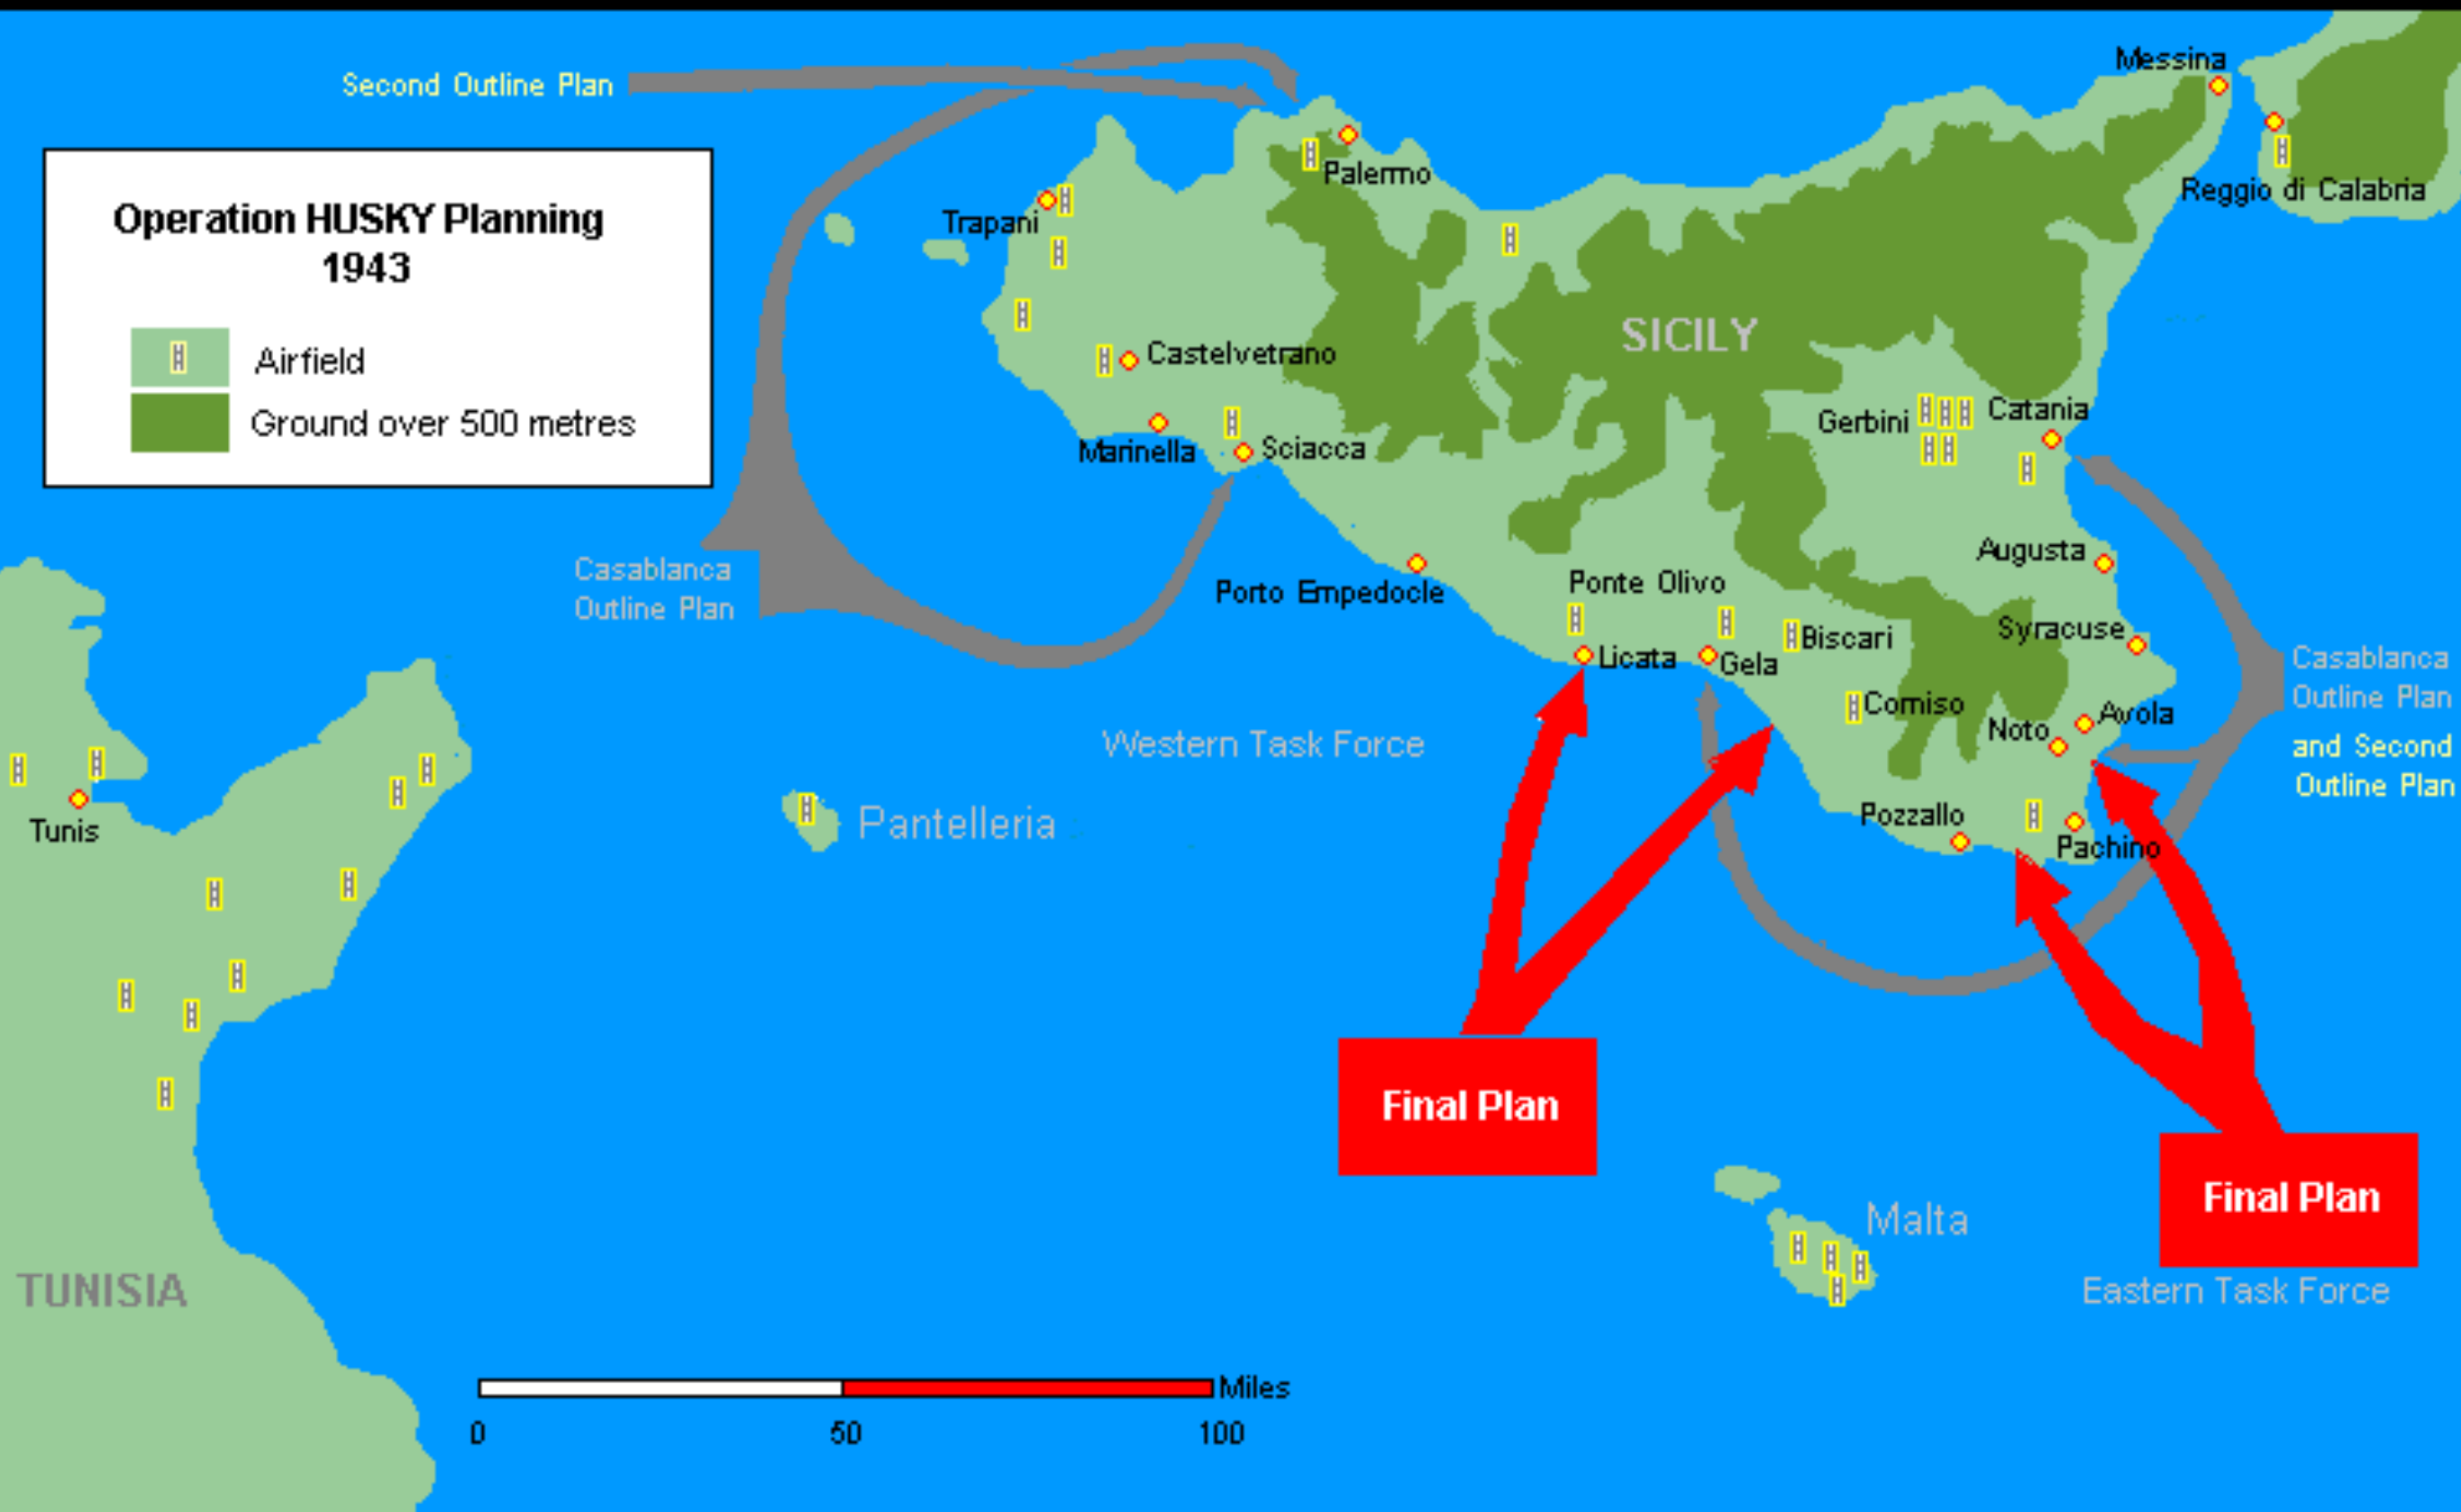 Messina
Second Outline Plan
Operation HUSKY Planning
1943
Airfield
Ground over 500 metres
Palermo
Reggio di Calabria
Trapani
SICILY
Castelvetrano
Gerbini
Catania
Marinella
Sciacca
Augusta
Casablanca
Outline Plan
Porto Empedocle
Ponte Olivo
Syracuse
Biscari
Licata
Gela
Casablanca
Outline Plan
and Second
Outline Plan
Comiso
Avola
Noto
Western Task Force
Pozzallo
Pachino
Pantelleria
Tunis
Final Plan
Final Plan
Malta
Eastern Task Force
TUNISIA
Miles
0 50 100